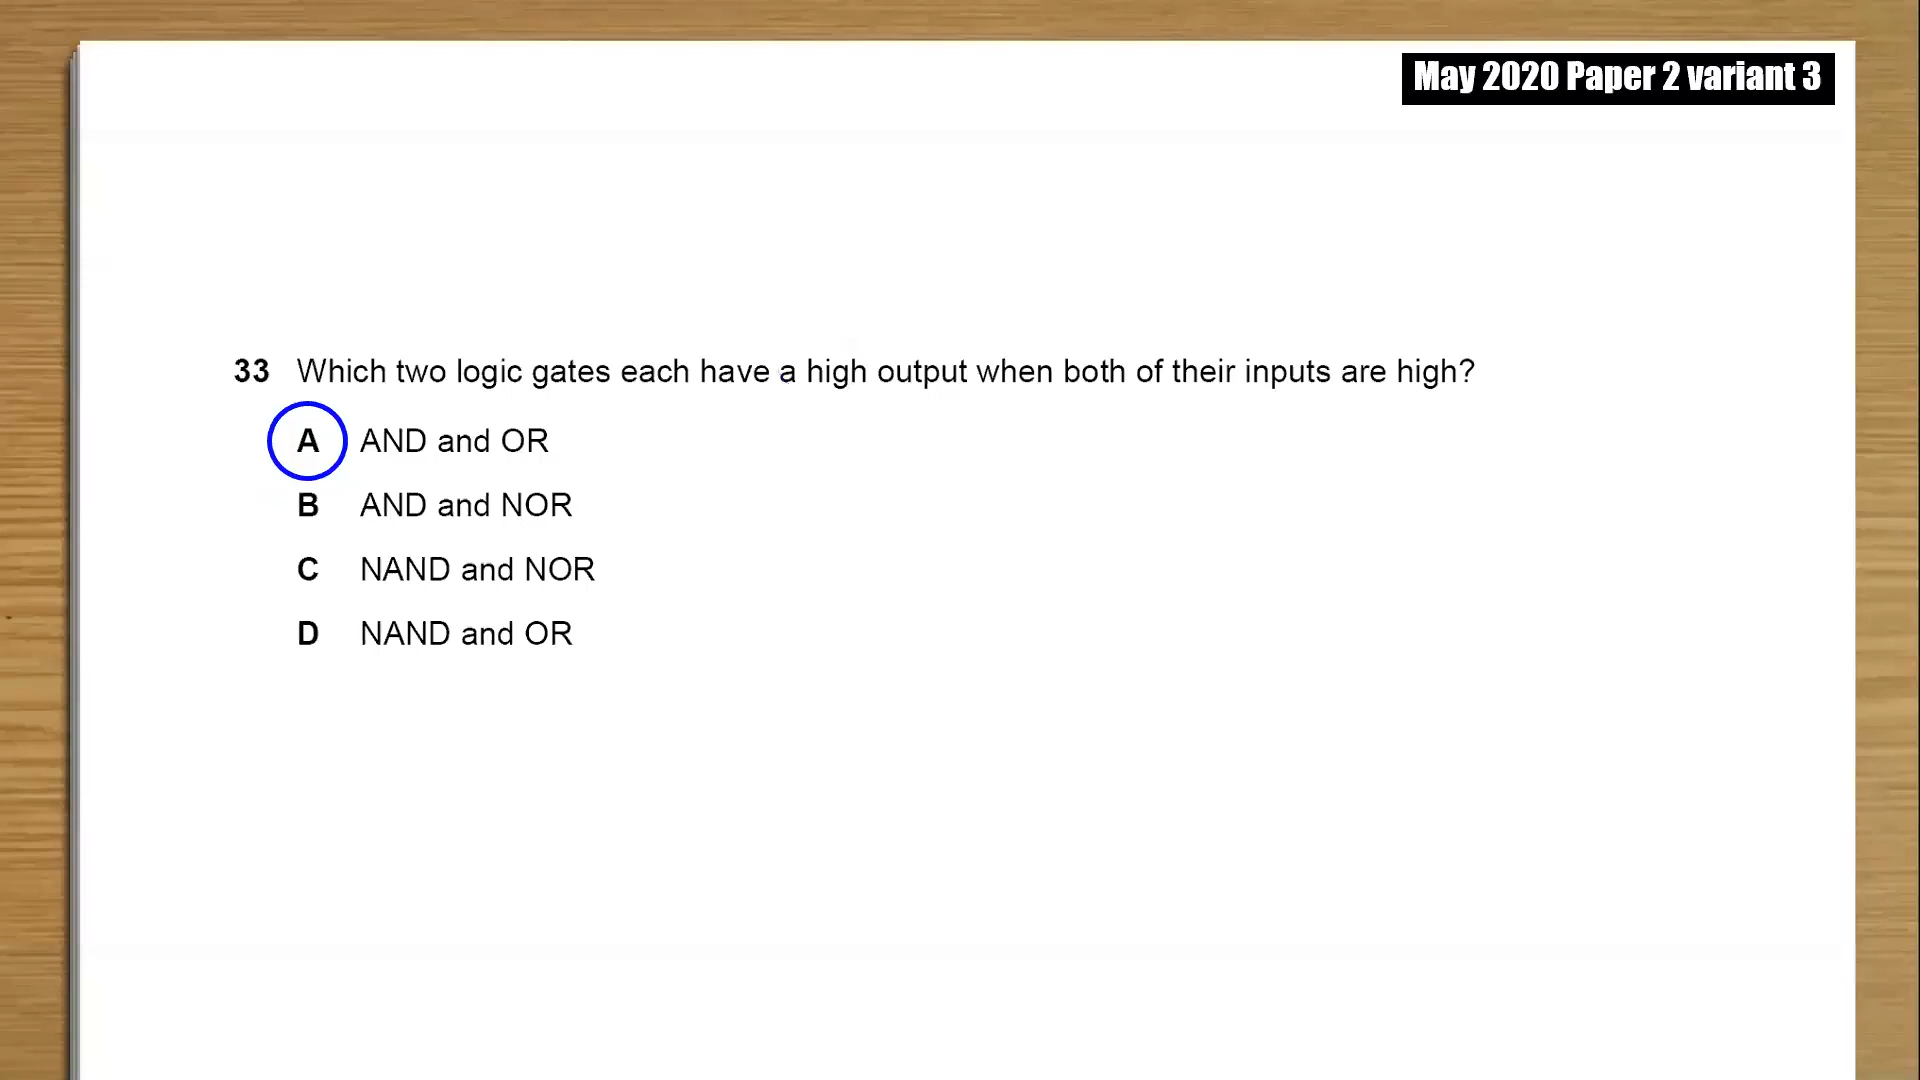 May 2020 Paper 2 variant 3
33 Which two logic gates each have a high output when both of their inputs are high?
A AND and OR
B AND and NOR
C NAND and NOR
D NAND and OR